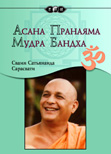 Асана Пранаяма
Мудра Бандха
ॐ
Свами Сатьянанда
Сарасвати